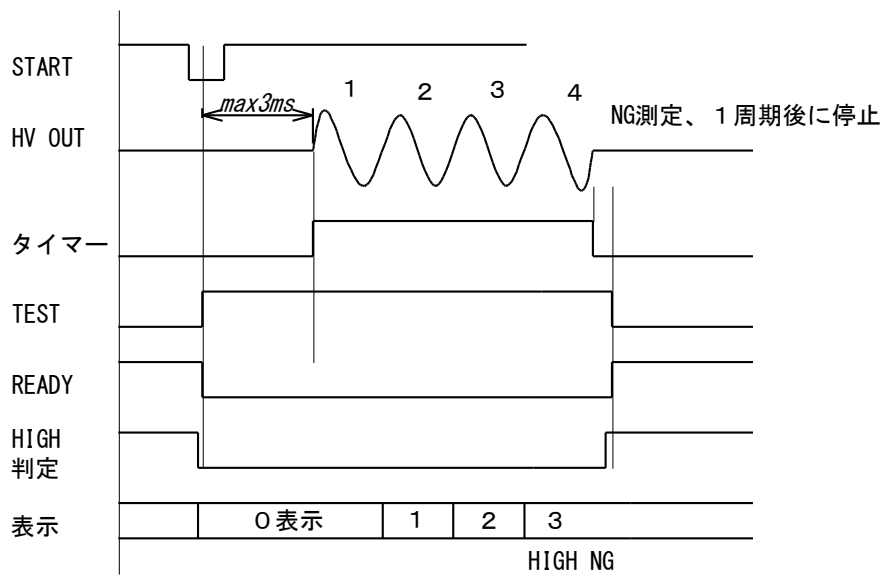 START
max3ms
1 2 3 4
NG測定、1周期後に停止
HV OUT
タイマー
TEST
READY
HIGH
判定
表示 0表示 1 2 3
HIGH NG